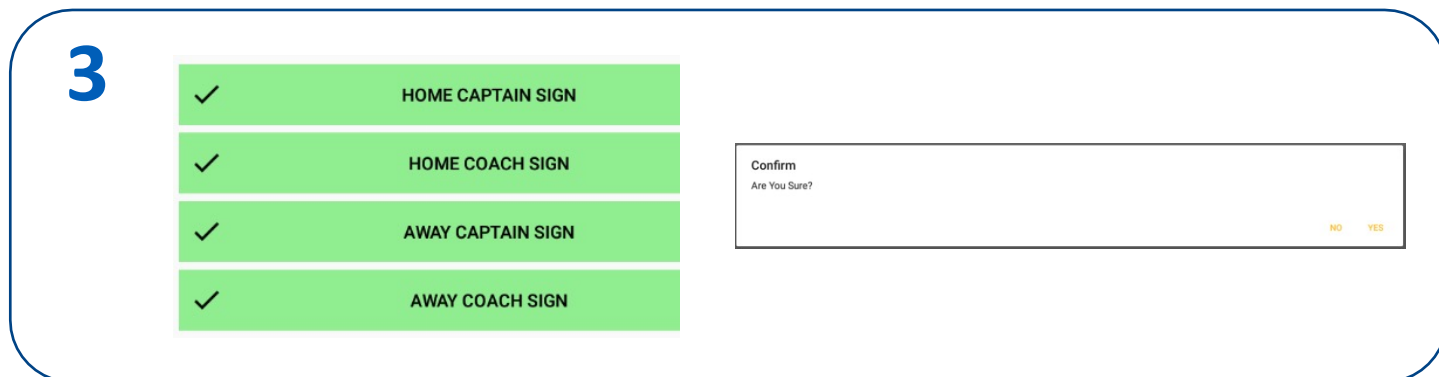 3
HOME CAPTAIN SIGN
HOME COACH SIGN
AWAY CAPTAIN SIGN
AWAY COACH SIGN
Confirm
Are You Sure?
NO YES